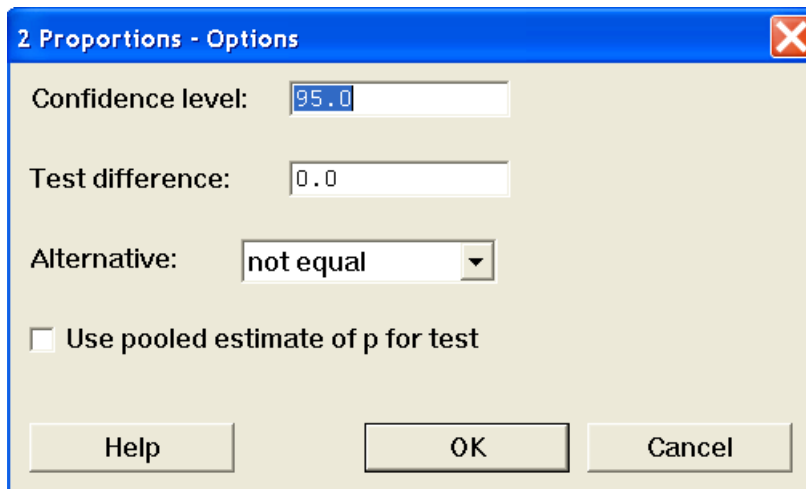 2 Proportions - Options
Confidence level: 95.0
Test difference: 0.0
Alternative: not equal
Use pooled estimate of p for test
Help OK Cancel